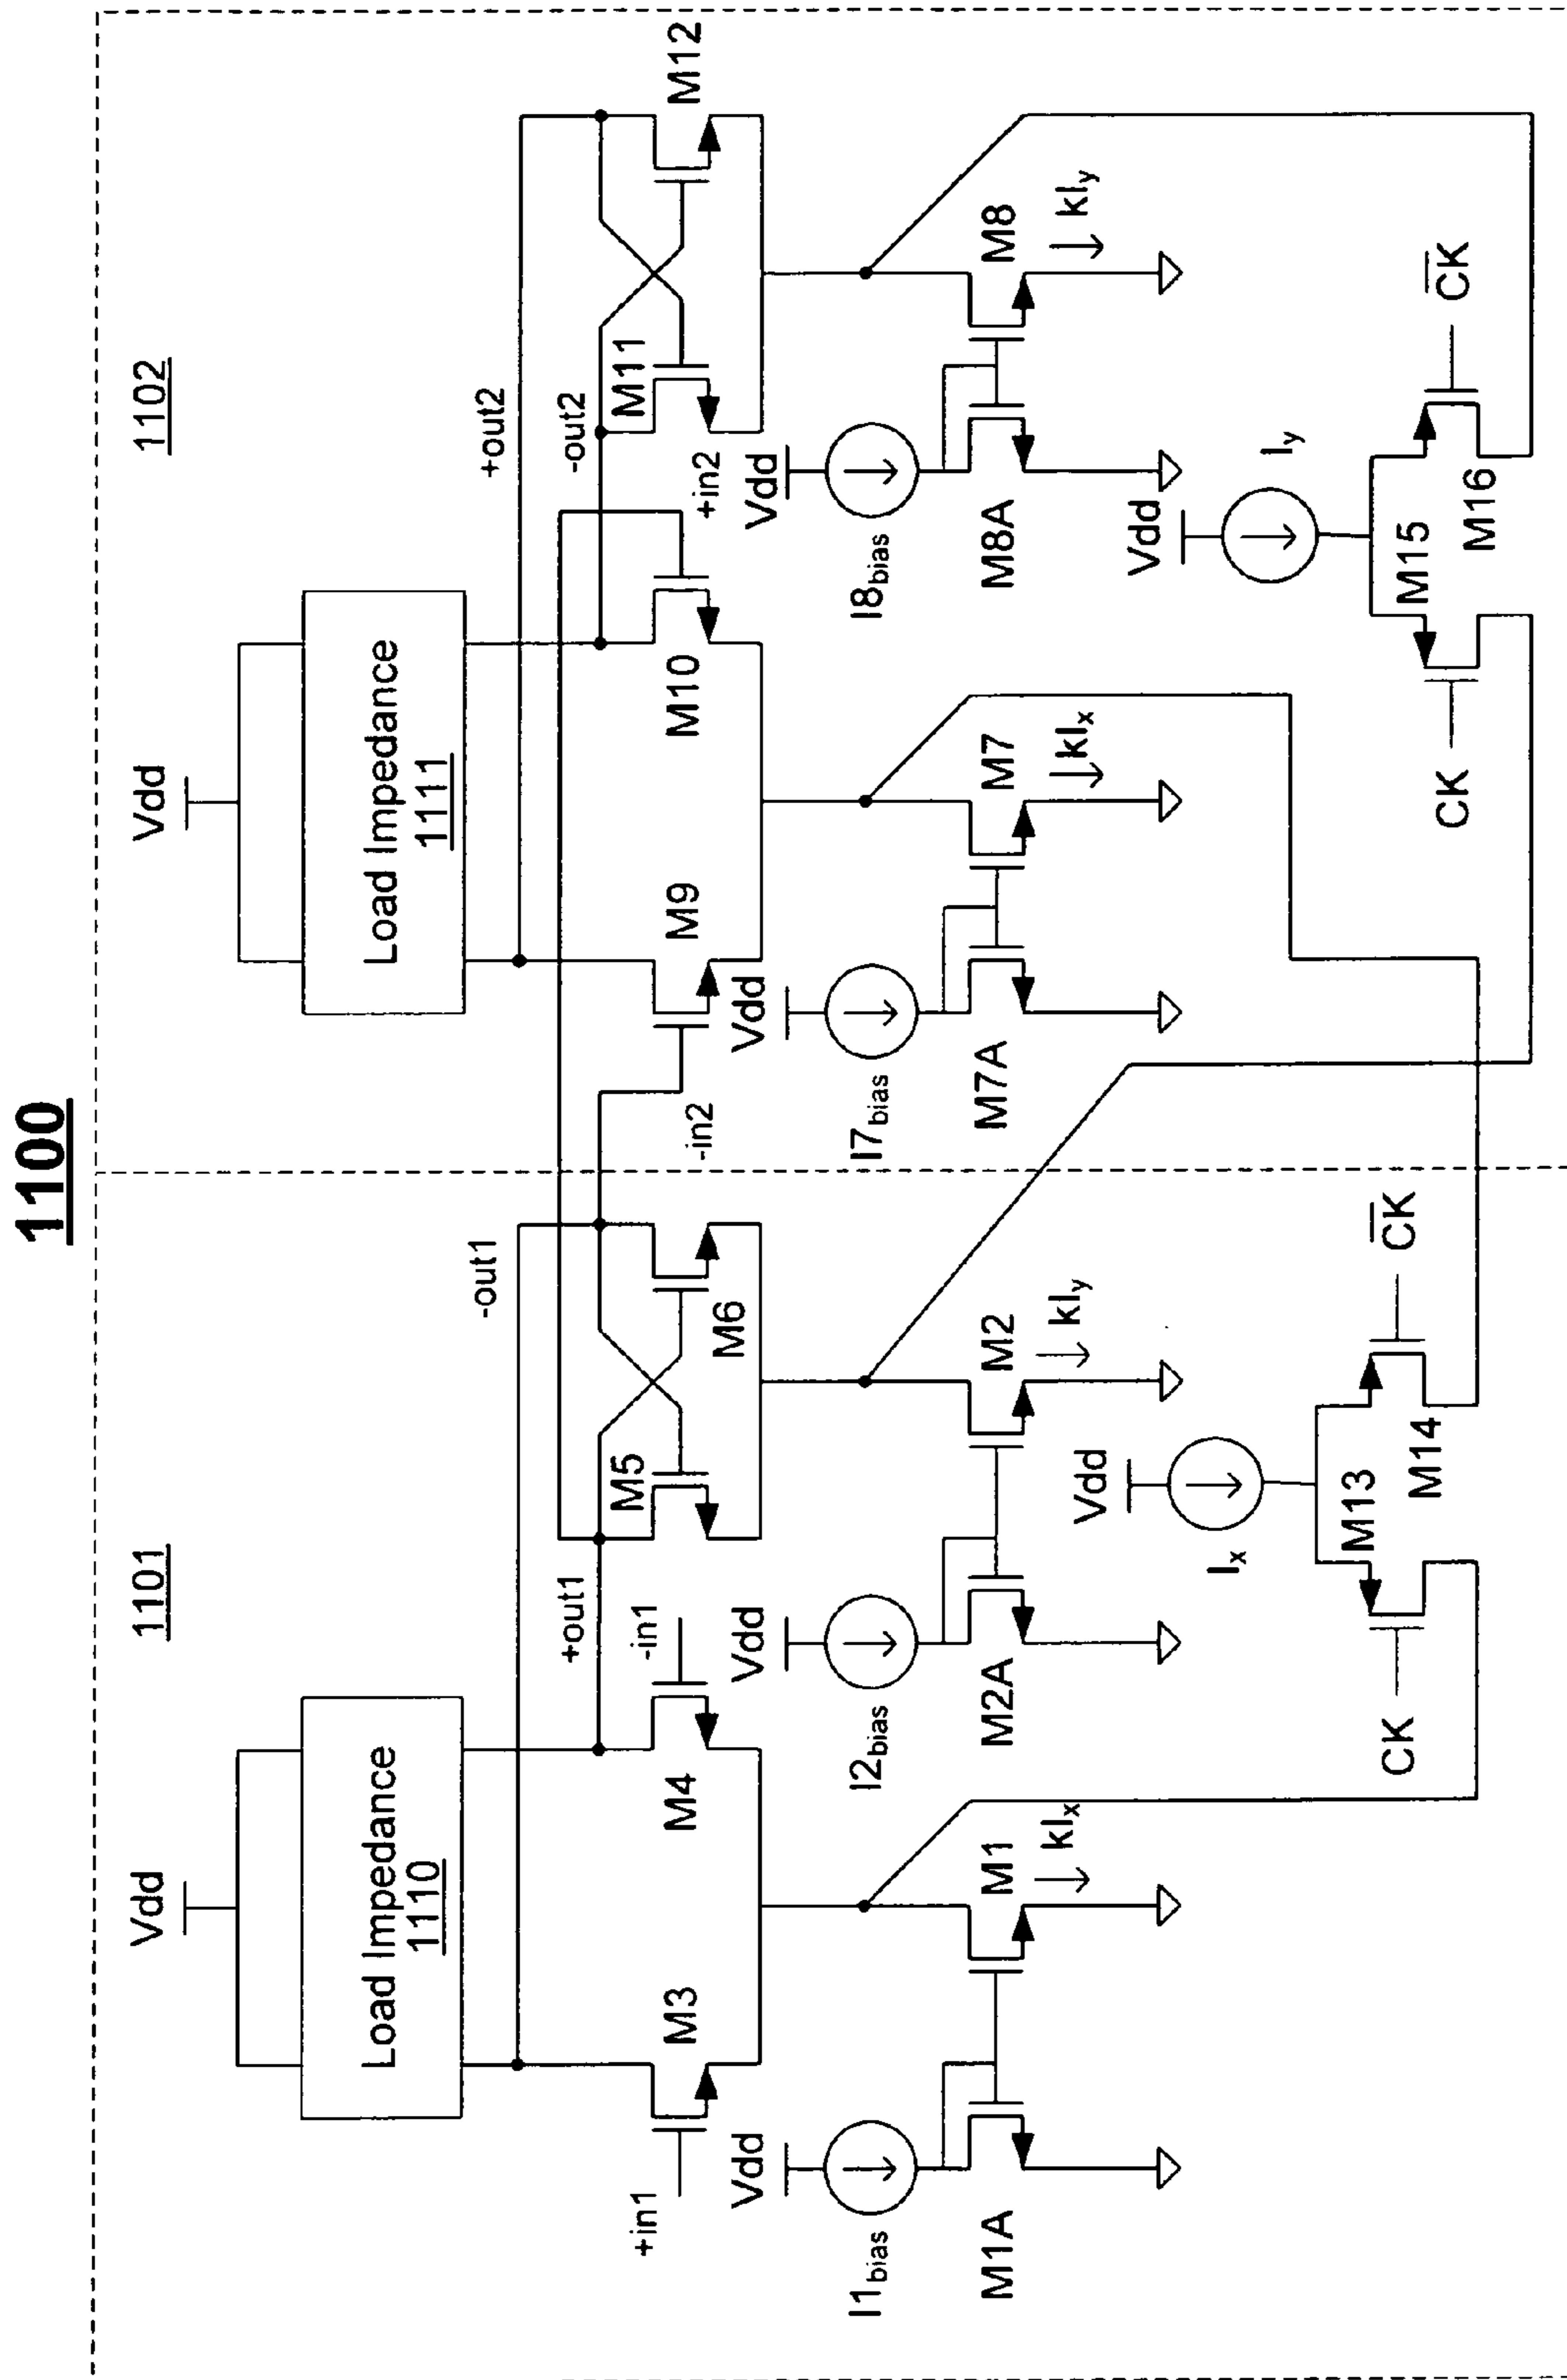 1100
1101
1102
Vdd
Vdd
Load Impedance
1110
Load Impedance
1111
-out1
+out2
+out1
-out2
+in1
M3
M4
-in1
M5
M6
-in2
M9
M10
+in2
M11
M12
Vdd
Vdd
Vdd
Vdd
I1bias
I2bias
I7bias
I8bias
M1A
M1
kIx
M2A
M2
kIy
M7A
M7
kIx
M8A
M8
kIy
Vdd
Ix
Vdd
Iy
CK
M13
M14
C̅K̅
CK
M15
M16
C̅K̅